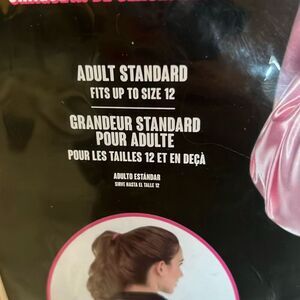 ADULT STANDARD
FITS UP TO SIZE 12
GRANDEUR STANDARD
POUR ADULTE
POUR LES TAILLES 12 ET EN DEÇÀ
ADULTO ESTÁNDAR
SIRVE HASTA EL TALLE 12